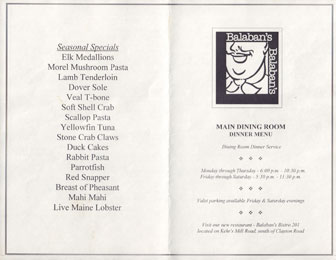 Seasonal Specials
Elk Medallions
Morel Mushroom Pasta
Lamb Tenderloin
Dover Sole
Veal T-bone
Soft Shell Crab
Scallop Pasta
Yellowfin Tuna
Stone Crab Claws
Duck Cakes
Rabbit Pasta
Parrotfish
Red Snapper
Breast of Pheasant
Mahi Mahi
Live Maine Lobster
Balaban's
Balaban's
MAIN DINING ROOM
DINNER MENU
Dining Room Dinner Service
Monday through Thursday - 6:00 p.m. - 10:30 p.m.
Friday through Saturday - 5:30 p.m. - 11:30 p.m.
Valet parking available Friday & Saturday evenings
Visit our new restaurant - Balaban's Bistro 201
located on Kehr's Mill Road, south of Clayton Road